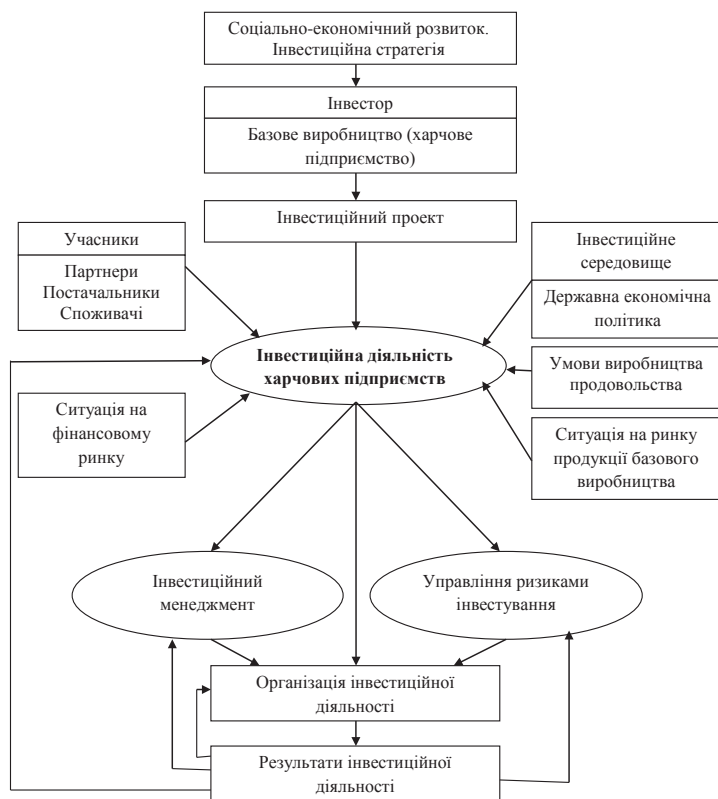 Соціально-економічний розвиток.
Інвестиційна стратегія
Інвестор
Базове виробництво (харчове
підприємство)
Інвестиційний проект
Учасники
Партнери
Постачальники
Споживачі
Інвестиційне
середовище
Державна економічна
політика
Інвестиційна діяльність
харчових підприємств
Умови виробництва
продовольства
Ситуація на
фінансовому
ринку
Ситуація на ринку
продукції базового
виробництва
Інвестиційний
менеджмент
Управління ризиками
інвестування
Організація інвестиційної
діяльності
Результати інвестиційної
діяльності